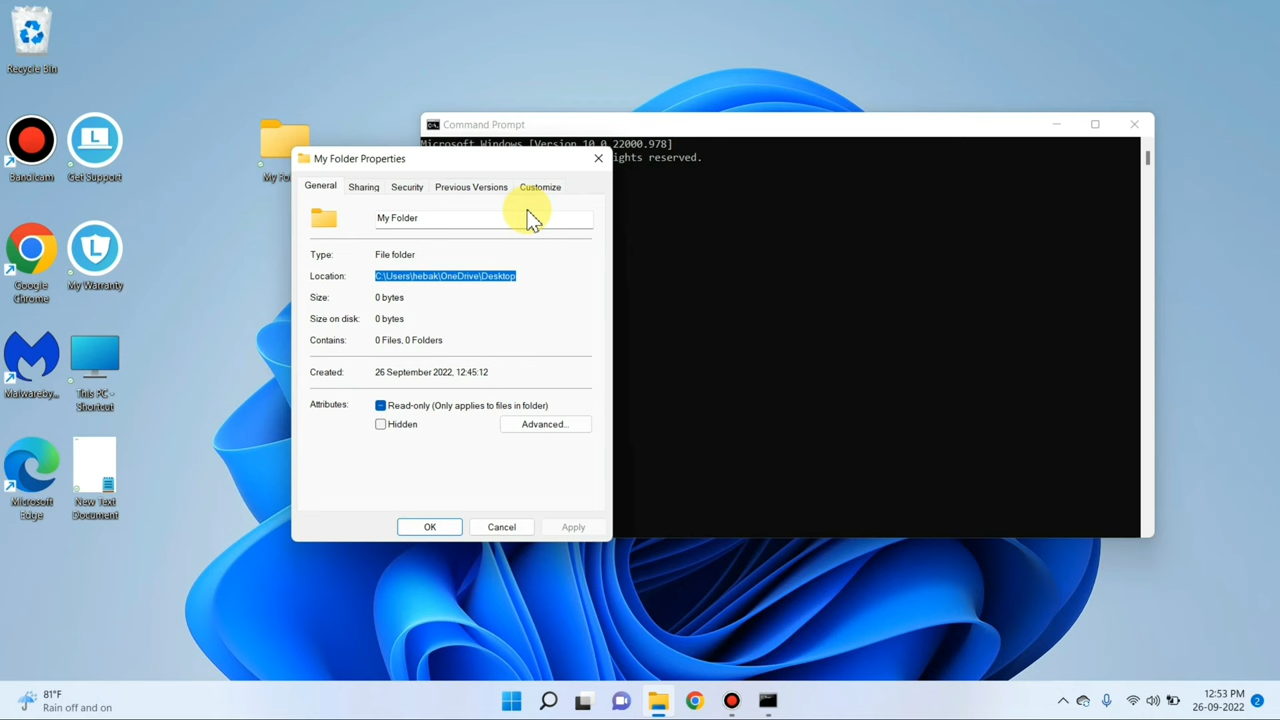 Recycle Bin
Bandicam
Get Support
Google
Chrome
My Warranty
Malwareby...
This PC -
Shortcut
Microsoft
Edge
New Text
Document
My Fo
Command Prompt
Microsoft Windows [Version 10.0.22000.978]
ights reserved.
My Folder Properties
General
Sharing
Security
Previous Versions
Customize
My Folder
Type:
File folder
Location:
C:\Users\hebak\OneDrive\Desktop
Size:
0 bytes
Size on disk:
0 bytes
Contains:
0 Files, 0 Folders
Created:
26 September 2022, 12:45:12
Attributes:
Read-only (Only applies to files in folder)
Hidden
Advanced...
OK
Cancel
Apply
81°F
Rain off and on
12:53 PM
26-09-2022
2